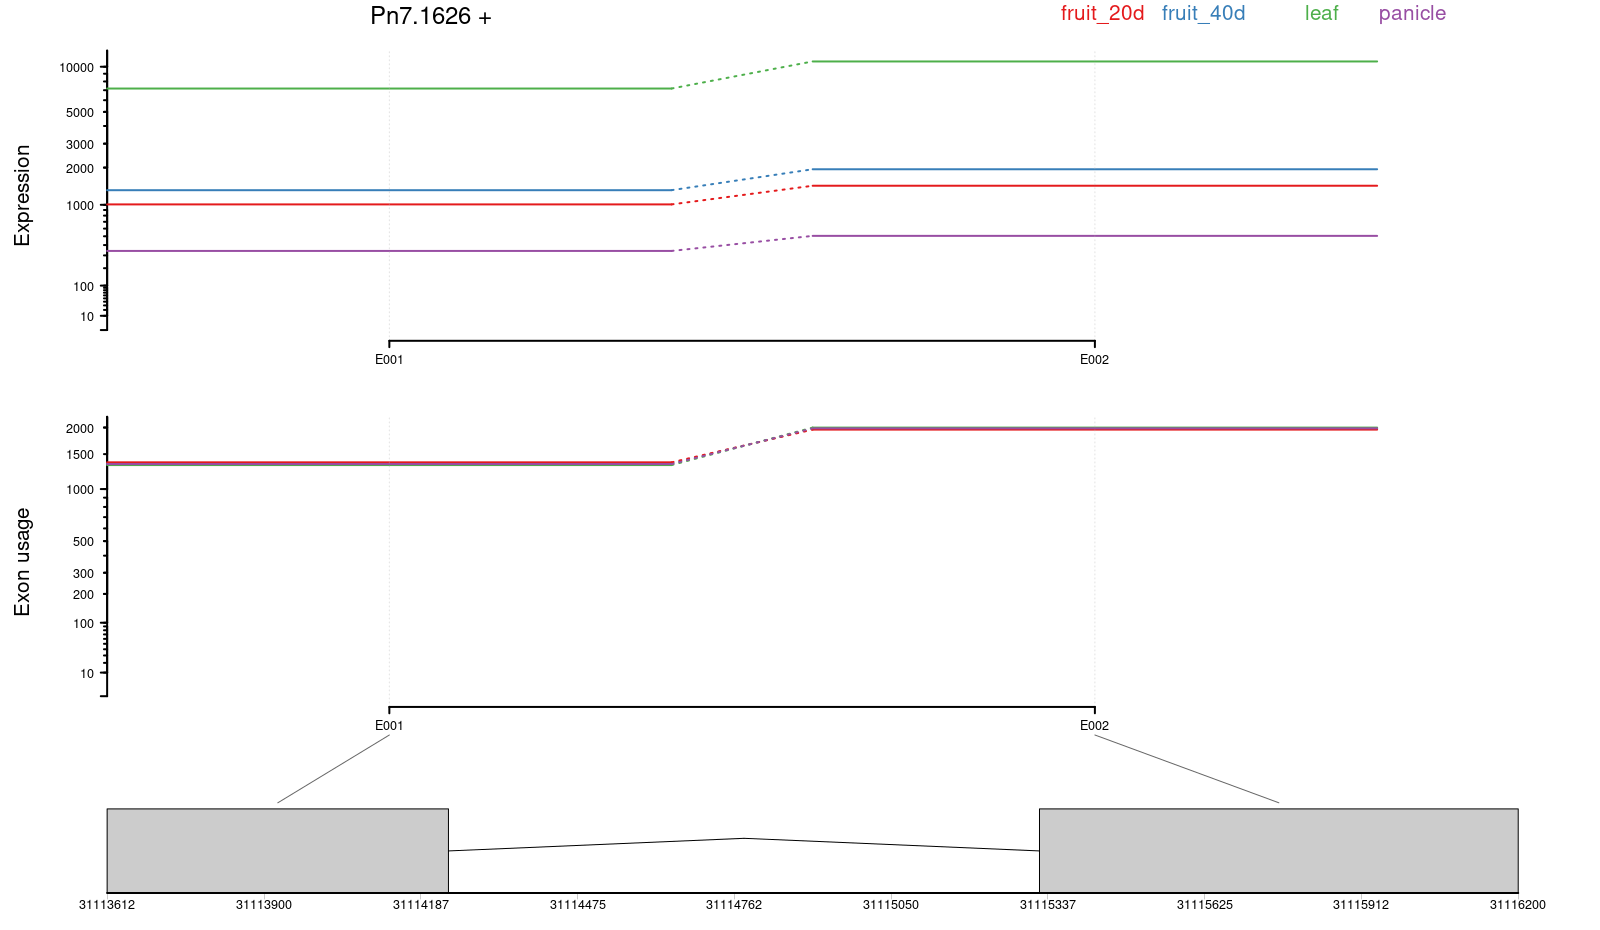 Pn7.1626 +
fruit_20d fruit_40d leaf panicle
Expression
10000
5000
3000
2000
1000
100
10
E001 E002
Exon usage
2000
1500
1000
500
300
200
100
10
E001 E002
31113612 31113900 31114187 31114475 31114762 31115050 31115337 31115625 31115912 31116200